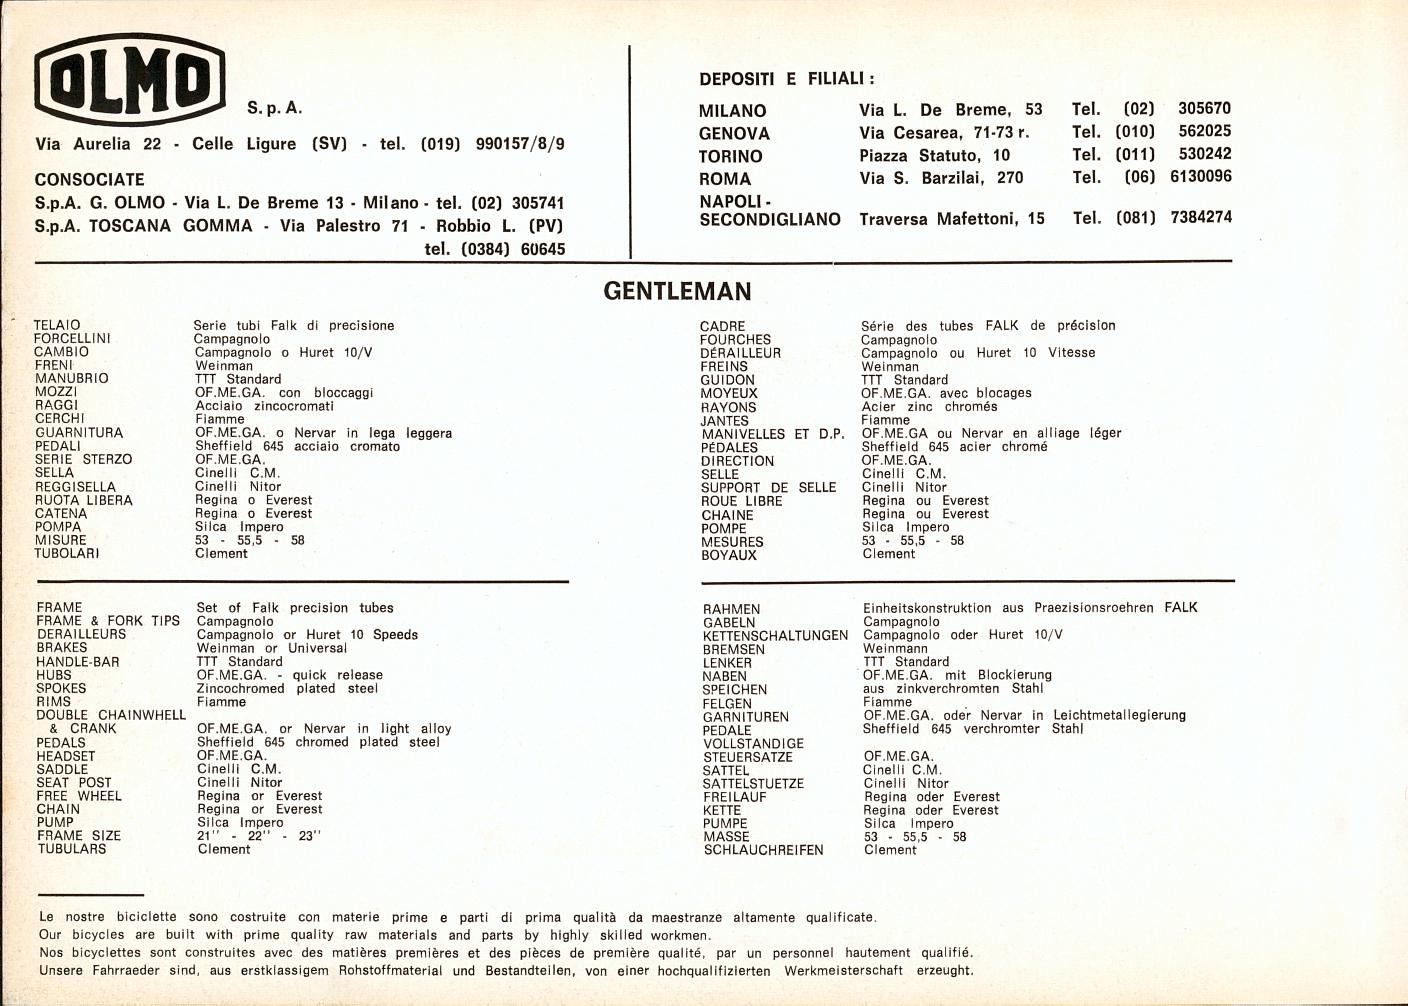 OLMO S.p.A.
Via Aurelia 22 - Celle Ligure (SV) - tel. (019) 990157/8/9
CONSOCIATE
S.p.A. G. OLMO - Via L. De Breme 13 - Milano - tel. (02) 305741
S.p.A. TOSCANA GOMMA - Via Palestro 71 - Robbio L. (PV)
tel. (0384) 60645
DEPOSITI E FILIALI :
MILANO Via L. De Breme, 53 Tel. (02) 305670
GENOVA Via Cesarea, 71-73 r. Tel. (010) 562025
TORINO Piazza Statuto, 10 Tel. (011) 530242
ROMA Via S. Barzilai, 270 Tel. (06) 6130096
NAPOLI -
SECONDIGLIANO Traversa Mafettoni, 15 Tel. (081) 7384274
GENTLEMAN
TELAIO Serie tubi Falk di precisione
FORCELLINI Campagnolo
CAMBIO Campagnolo o Huret 10/V
FRENI Weinman
MANUBRIO TTT Standard
MOZZI OF.ME.GA. con bloccaggi
RAGGI Acciaio zincocromati
CERCHI Fiamme
GUARNITURA OF.ME.GA. o Nervar in lega leggera
PEDALI Sheffield 645 acciaio cromato
SERIE STERZO OF.ME.GA.
SELLA Cinelli C.M.
REGGISELLA Cinelli Nitor
RUOTA LIBERA Regina o Everest
CATENA Regina o Everest
POMPA Silca Impero
MISURE 53 - 55,5 - 58
TUBOLARI Clement
CADRE Série des tubes FALK de précision
FOURCHES Campagnolo
DÉRAILLEUR Campagnolo ou Huret 10 Vitesse
FREINS Weinman
GUIDON TTT Standard
MOYEUX OF.ME.GA. avec blocages
RAYONS Acier zinc chromés
JANTES Fiamme
MANIVELLES ET D.P. OF.ME.GA ou Nervar en alliage léger
PÉDALES Sheffield 645 acier chromé
DIRECTION OF.ME.GA.
SELLE Cinelli C.M.
SUPPORT DE SELLE Cinelli Nitor
ROUE LIBRE Regina ou Everest
CHAINE Regina ou Everest
POMPE Silca Impero
MESURES 53 - 55,5 - 58
BOYAUX Clement
FRAME Set of Falk precision tubes
FRAME & FORK TIPS Campagnolo
DERAILLEURS Campagnolo or Huret 10 Speeds
BRAKES Weinman or Universal
HANDLE-BAR TTT Standard
HUBS OF.ME.GA. - quick release
SPOKES Zincochromed plated steel
RIMS Fiamme
DOUBLE CHAINWHELL
& CRANK OF.ME.GA. or Nervar in light alloy
PEDALS Sheffield 645 chromed plated steel
HEADSET OF.ME.GA.
SADDLE Cinelli C.M.
SEAT POST Cinelli Nitor
FREE WHEEL Regina or Everest
CHAIN Regina or Everest
PUMP Silca Impero
FRAME SIZE 21'' - 22'' - 23''
TUBULARS Clement
RAHMEN Einheitskonstruktion aus Praezisionsroehren FALK
GABELN Campagnolo
KETTENSCHALTUNGEN Campagnolo oder Huret 10/V
BREMSEN Weinmann
LENKER TTT Standard
NABEN OF.ME.GA. mit Blockierung
SPEICHEN aus zinkverchromten Stahl
FELGEN Fiamme
GARNITUREN OF.ME.GA. oder Nervar in Leichtmetallegierung
PEDALE Sheffield 645 verchromter Stahl
VOLLSTANDIGE
STEUERSATZE OF.ME.GA.
SATTEL Cinelli C.M.
SATTELSTUETZE Cinelli Nitor
FREILAUF Regina oder Everest
KETTE Regina oder Everest
PUMPE Silca Impero
MASSE 53 - 55,5 - 58
SCHLAUCHREIFEN Clement
Le nostre biciclette sono costruite con materie prime e parti di prima qualità da maestranze altamente qualificate.
Our bicycles are built with prime quality raw materials and parts by highly skilled workmen.
Nos bicyclettes sont construites avec des matières premières et des pièces de première qualité, par un personnel hautement qualifié.
Unsere Fahrraeder sind, aus erstklassigem Rohstoffmaterial und Bestandteilen, von einer hochqualifizierten Werkmeisterschaft erzeught.